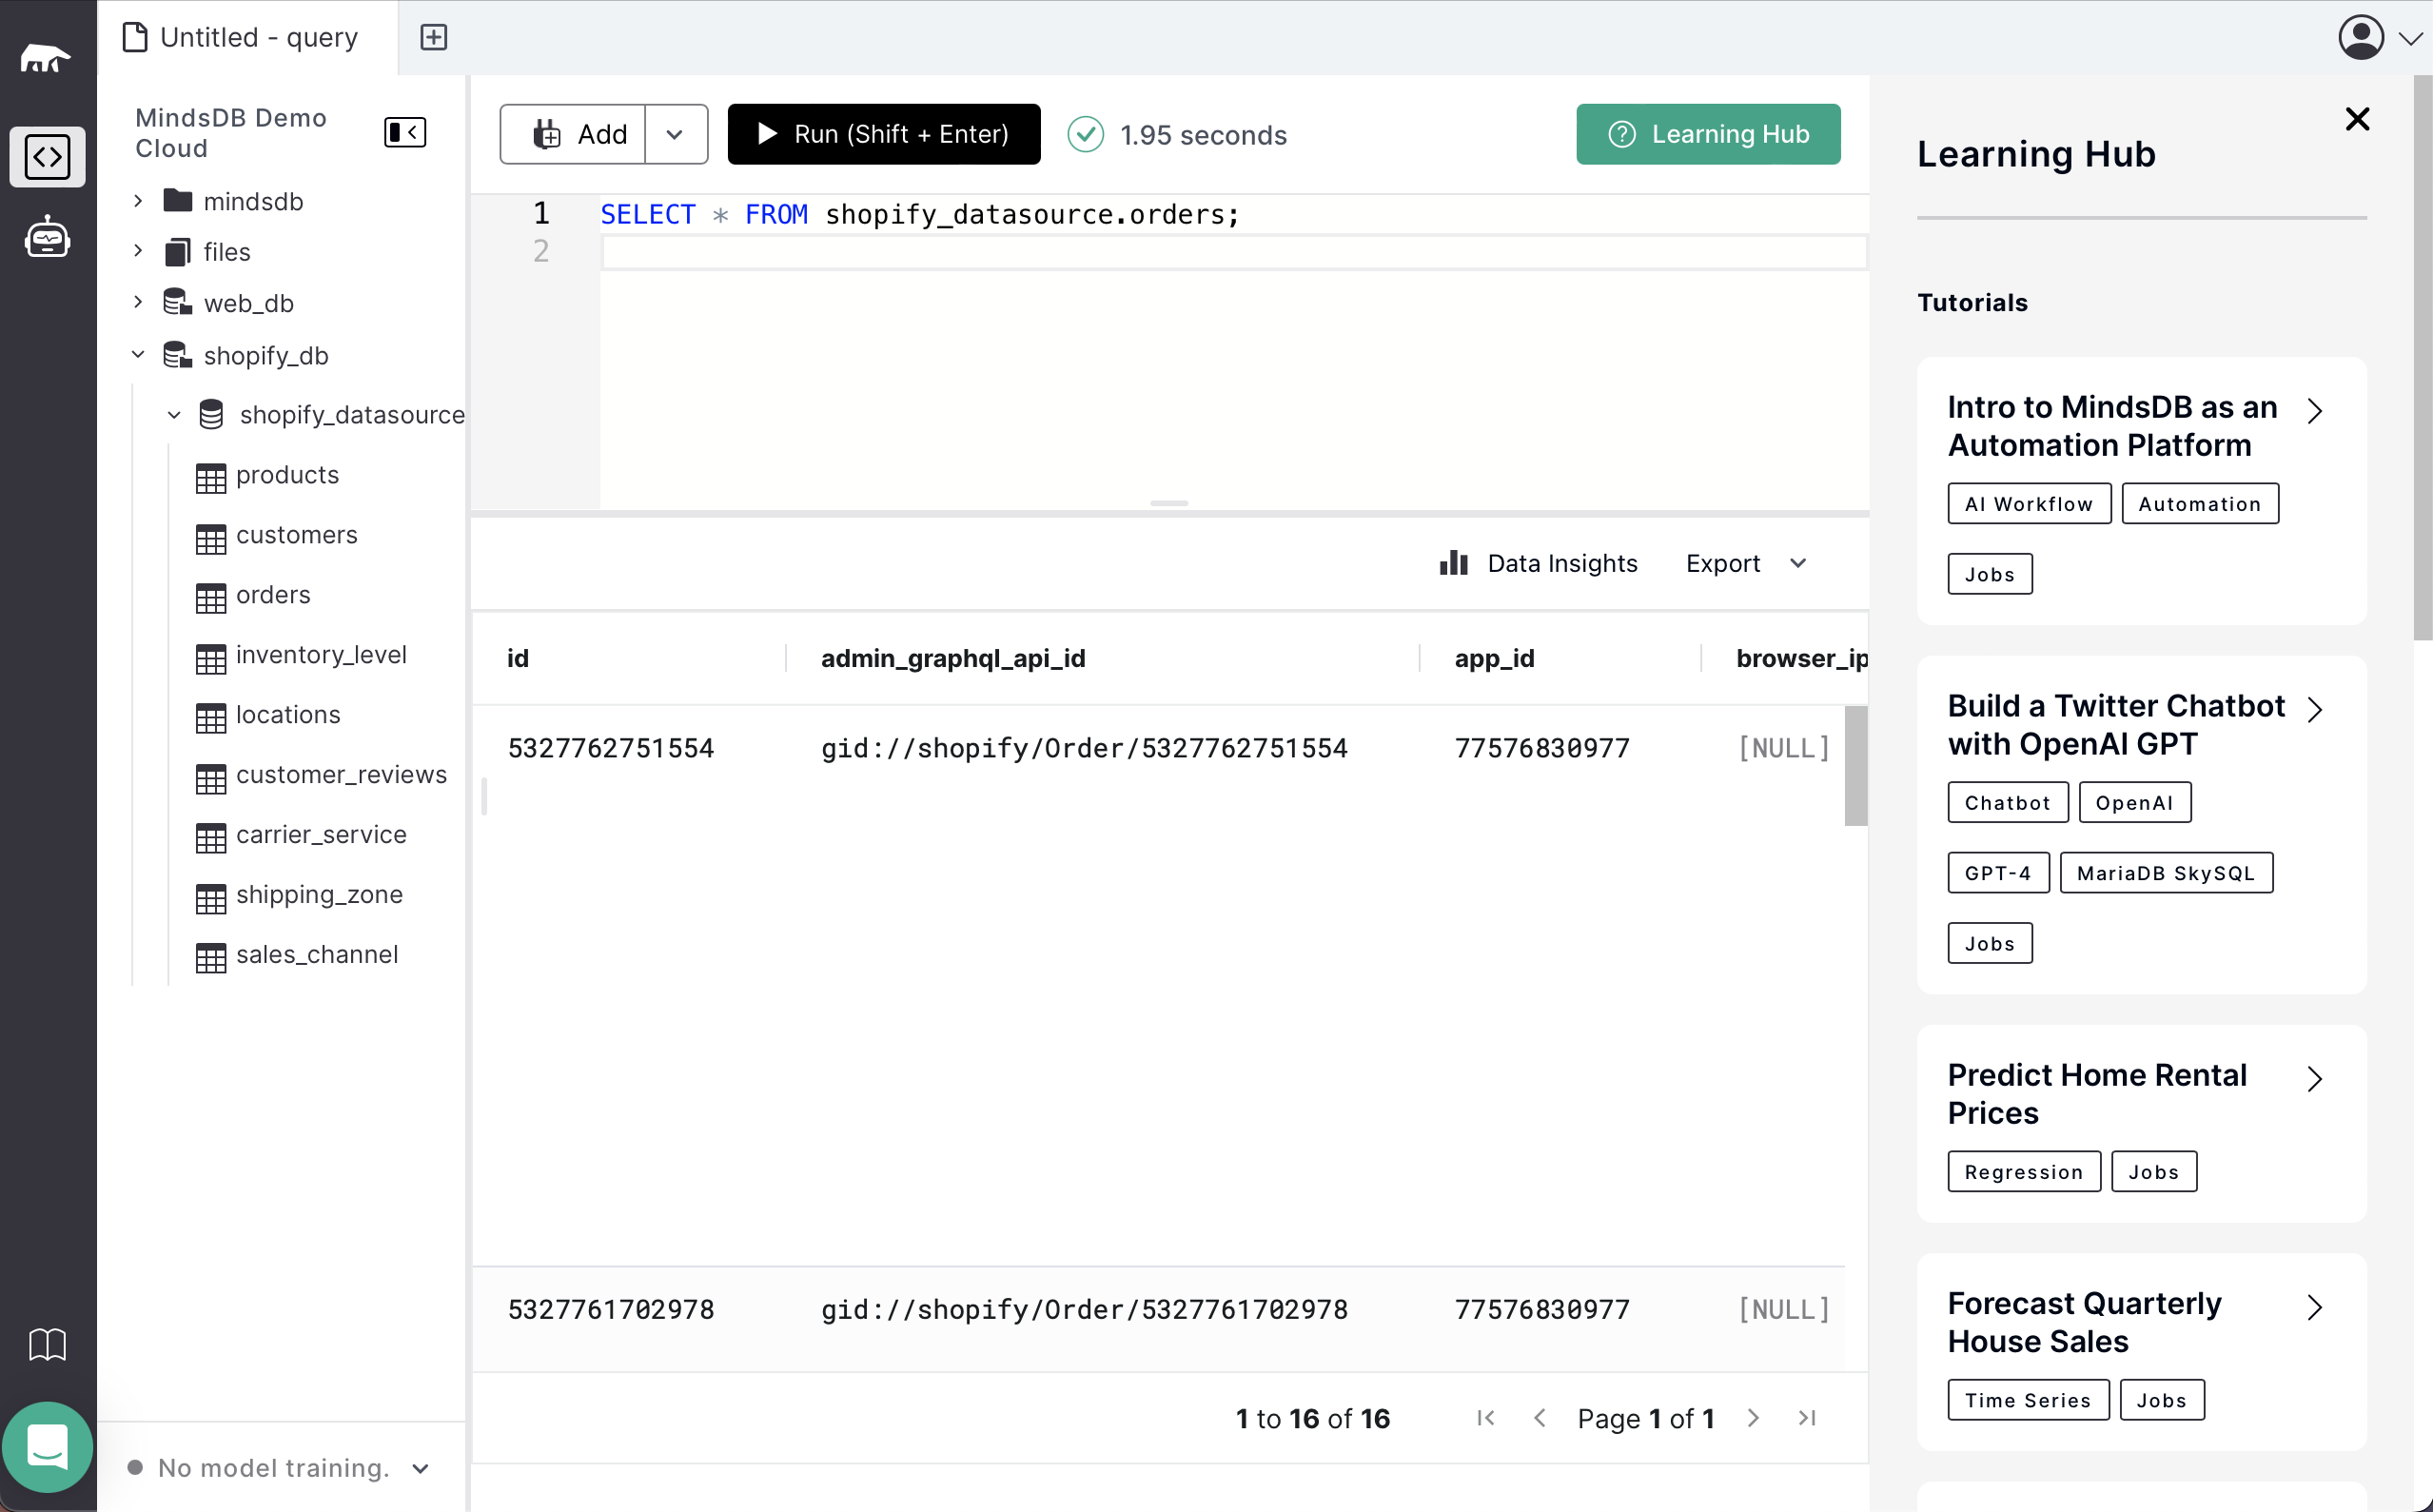 Untitled - query
MindsDB Demo
Cloud
mindsdb
files
web_db
shopify_db
shopify_datasource
products
customers
orders
inventory_level
locations
customer_reviews
carrier_service
shipping_zone
sales_channel
No model training.
Add
Run (Shift + Enter)
1.95 seconds
Learning Hub
1 SELECT * FROM shopify_datasource.orders;
2
Data Insights
Export
id admin_graphql_api_id app_id browser_ip
5327762751554 gid://shopify/Order/5327762751554 77576830977 [NULL]
5327761702978 gid://shopify/Order/5327761702978 77576830977 [NULL]
1 to 16 of 16
Page 1 of 1
Learning Hub
Tutorials
Intro to MindsDB as an
Automation Platform
AI Workflow
Automation
Jobs
Build a Twitter Chatbot
with OpenAI GPT
Chatbot
OpenAI
GPT-4
MariaDB SkySQL
Jobs
Predict Home Rental
Prices
Regression
Jobs
Forecast Quarterly
House Sales
Time Series
Jobs